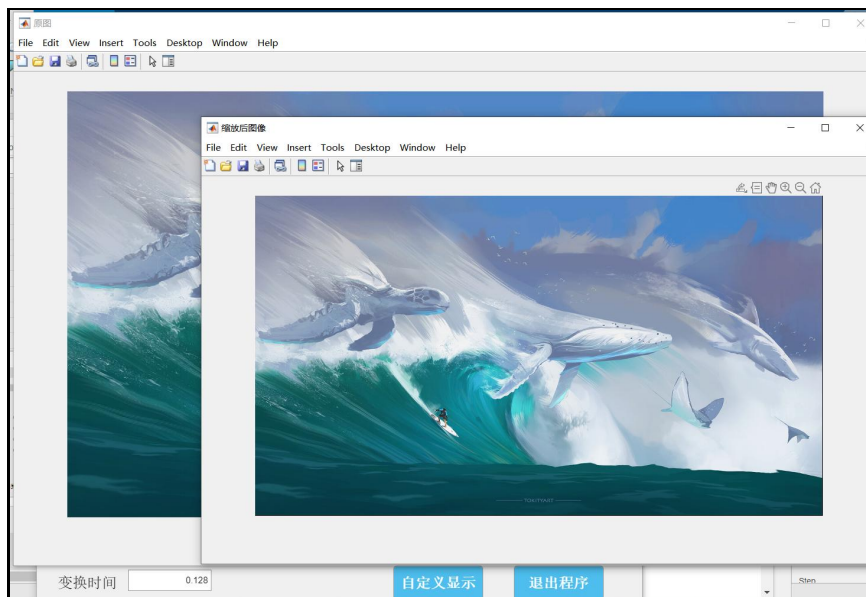 原图
File Edit View Insert Tools Desktop Window Help
缩放后图像
File Edit View Insert Tools Desktop Window Help
TOAITYART
变换时间 0.128 自定义显示 退出程序 Step